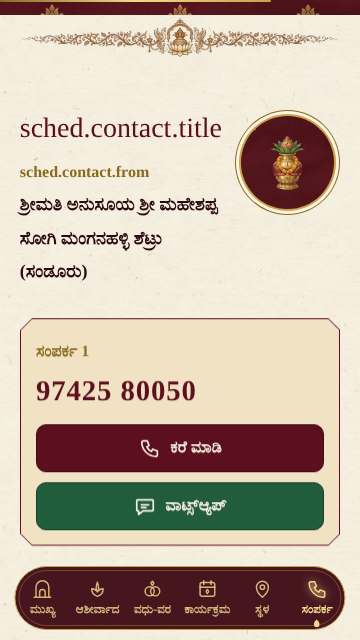 sched.contact.title
sched.contact.from
ಶ್ರೀಮತಿ ಅನುಸೂಯ ಶ್ರೀ ಮಹೇಶಪ್ಪ
ಸೋಗಿ ಮಂಗನಹಳ್ಳಿ ಶೆಟ್ರು
(ಸಂಡೂರು)
ಸಂಪರ್ಕ 1
97425 80050
ಕರೆ ಮಾಡಿ
ವಾಟ್ಸ್‌ಆ್ಯಪ್
ಮುಖ್ಯ ಆಶೀರ್ವಾದ ವಧು-ವರ ಕಾರ್ಯಕ್ರಮ ಸ್ಥಳ ಸಂಪರ್ಕ